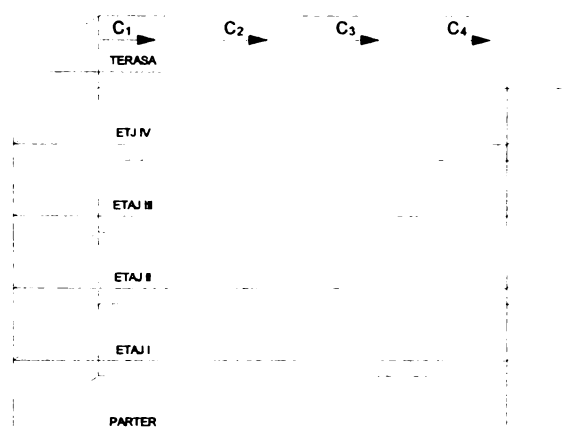 C1 C2 C3 C4
TERASA
ETJ IV
ETAJ III
ETAJ II
ETAJ I
PARTER